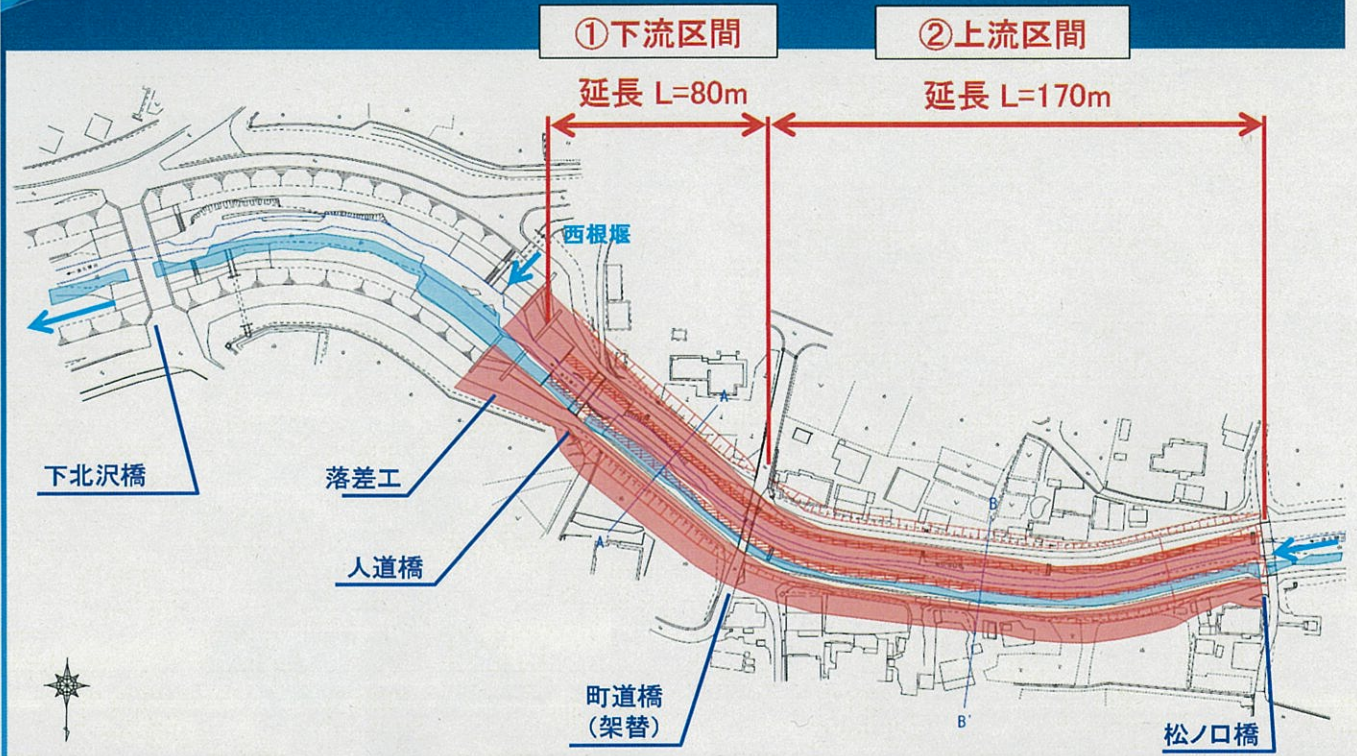 ①下流区間
②上流区間
延長 L=80m
延長 L=170m
西根堰
A
B
A
下北沢橋
落差工
人道橋
町道橋
(架替)
B'
松ノ口橋